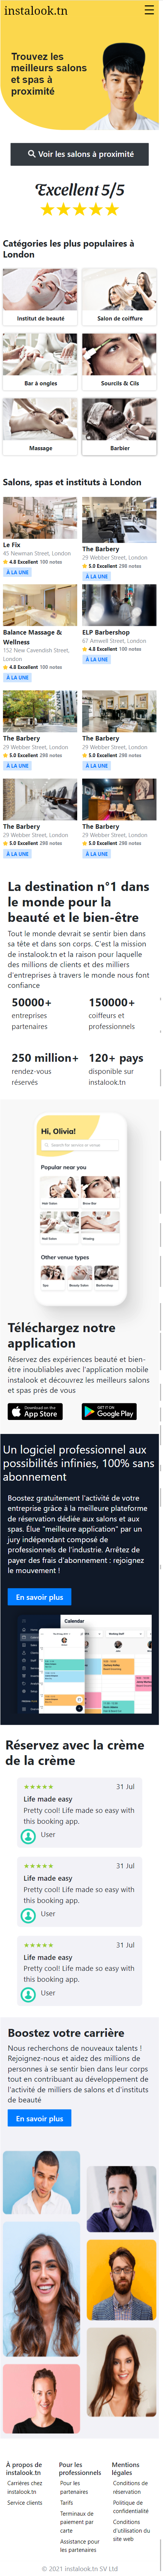 instalook.tn
Trouvez les
meilleurs salons
et spas à
proximité
Voir les salons à proximité
Excellent 5/5
Catégories les plus populaires à
London
Institut de beauté
Salon de coiffure
Bar à ongles
Sourcils & Cils
Massage
Barbier
Salons, spas et instituts à London
Le Fix
45 Newman Street, London
4.8 Excellent 100 notes
À LA UNE
The Barbery
29 Webber Street, London
5.0 Excellent 298 notes
À LA UNE
Balance Massage &
Wellness
152 New Cavendish Street,
London
4.8 Excellent 100 notes
À LA UNE
ELP Barbershop
67 Amwell Street, London
4.8 Excellent 100 notes
À LA UNE
The Barbery
29 Webber Street, London
5.0 Excellent 298 notes
À LA UNE
The Barbery
29 Webber Street, London
5.0 Excellent 298 notes
À LA UNE
The Barbery
29 Webber Street, London
5.0 Excellent 298 notes
À LA UNE
The Barbery
29 Webber Street, London
5.0 Excellent 298 notes
À LA UNE
La destination n°1 dans
le monde pour la
beauté et le bien-être
Tout le monde devrait se sentir bien dans
sa tête et dans son corps. C'est la mission
de instalook.tn et la raison pour laquelle
des millions de clients et des milliers
d'entreprises à travers le monde nous font
confiance
50000+
entreprises
partenaires
150000+
coiffeurs et
professionnels
250 million+
rendez-vous
réservés
120+ pays
disponible sur
instalook.tn
Hi, Olivia!
Search for service or venue
Popular near you
Hair Salon
Brow Bar
Nail Salon
Waxing
Other venue types
Spa
Beauty Salon
Barbershop
Téléchargez notre
application
Réservez des expériences beauté et bien-
être inoubliables avec l'application mobile
instalook et découvrez les meilleurs salons
et spas près de vous
Download on the
App Store
GET IT ON
Google Play
Un logiciel professionnel aux
possibilités infinies, 100% sans
abonnement
Boostez gratuitement l'activité de votre
entreprise grâce à la meilleure plateforme
de réservation dédiée aux salons et aux
spas. Élue "meilleure application" par un
jury indépendant composé de
professionnels de l'industrie. Arrêtez de
payer des frais d'abonnement : rejoignez
le mouvement !
En savoir plus
Calendar
Réservez avec la crème
de la crème
31 Jul
Life made easy
Pretty cool! Life made so easy with
this booking app.
User
31 Jul
Life made easy
Pretty cool! Life made so easy with
this booking app.
User
31 Jul
Life made easy
Pretty cool! Life made so easy with
this booking app.
User
Boostez votre carrière
Nous recherchons de nouveaux talents !
Rejoignez-nous et aidez des millions de
personnes à se sentir bien dans leur corps
tout en contribuant au développement de
l'activité de milliers de salons et d'instituts
de beauté
En savoir plus
À propos de
instalook.tn
Carrières chez
instalook.tn
Service clients
Pour les
professionnels
Pour les
partenaires
Tarifs
Terminaux de
paiement par
carte
Assistance pour
les partenaires
Mentions
légales
Conditions de
réservation
Politique de
confidentialité
Conditions
d'utilisation du
site web
© 2021 instalook.tn SV Ltd